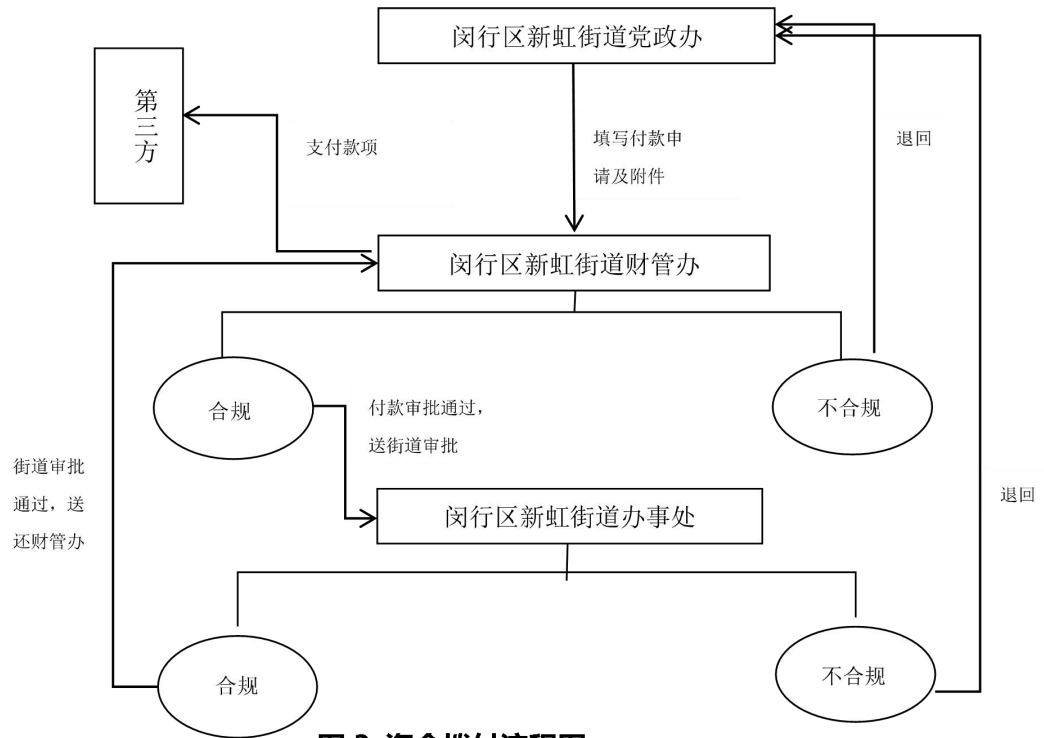 闵行区新虹街道党政办
第三方
支付款项
填写付款申
请及附件
退回
闵行区新虹街道财管办
合规
付款审批通过，
送街道审批
不合规
街道审批
通过，送
还财管办
闵行区新虹街道办事处
退回
合规
不合规